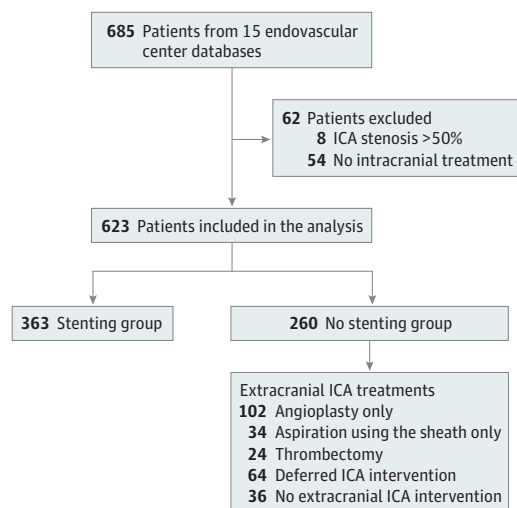 685 Patients from 15 endovascular
center databases
62 Patients excluded
8 ICA stenosis >50%
54 No intracranial treatment
623 Patients included in the analysis
363 Stenting group
260 No stenting group
Extracranial ICA treatments
102 Angioplasty only
34 Aspiration using the sheath only
24 Thrombectomy
64 Deferred ICA intervention
36 No extracranial ICA intervention